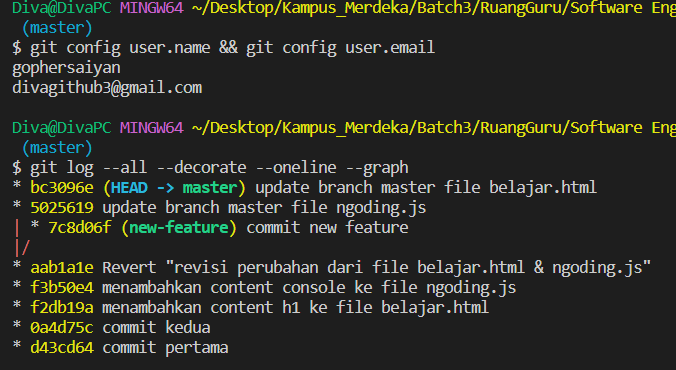 Diva@DivaPC MINGW64 ~/Desktop/Kampus_Merdeka/Batch3/RuangGuru/Software Eng
(master)
$ git config user.name && git config user.email
gophersaiyan
divagithub3@gmail.com
Diva@DivaPC MINGW64 ~/Desktop/Kampus_Merdeka/Batch3/RuangGuru/Software Eng
(master)
$ git log --all --decorate --oneline --graph
* bc3096e (HEAD -> master) update branch master file belajar.html
* 5025619 update branch master file ngoding.js
| * 7c8d06f (new-feature) commit new feature
|/
* aab1a1e Revert "revisi perubahan dari file belajar.html & ngoding.js"
* f3b50e4 menambahkan content console ke file ngoding.js
* f2db19a menambahkan content h1 ke file belajar.html
* 0a4d75c commit kedua
* d43cd64 commit pertama